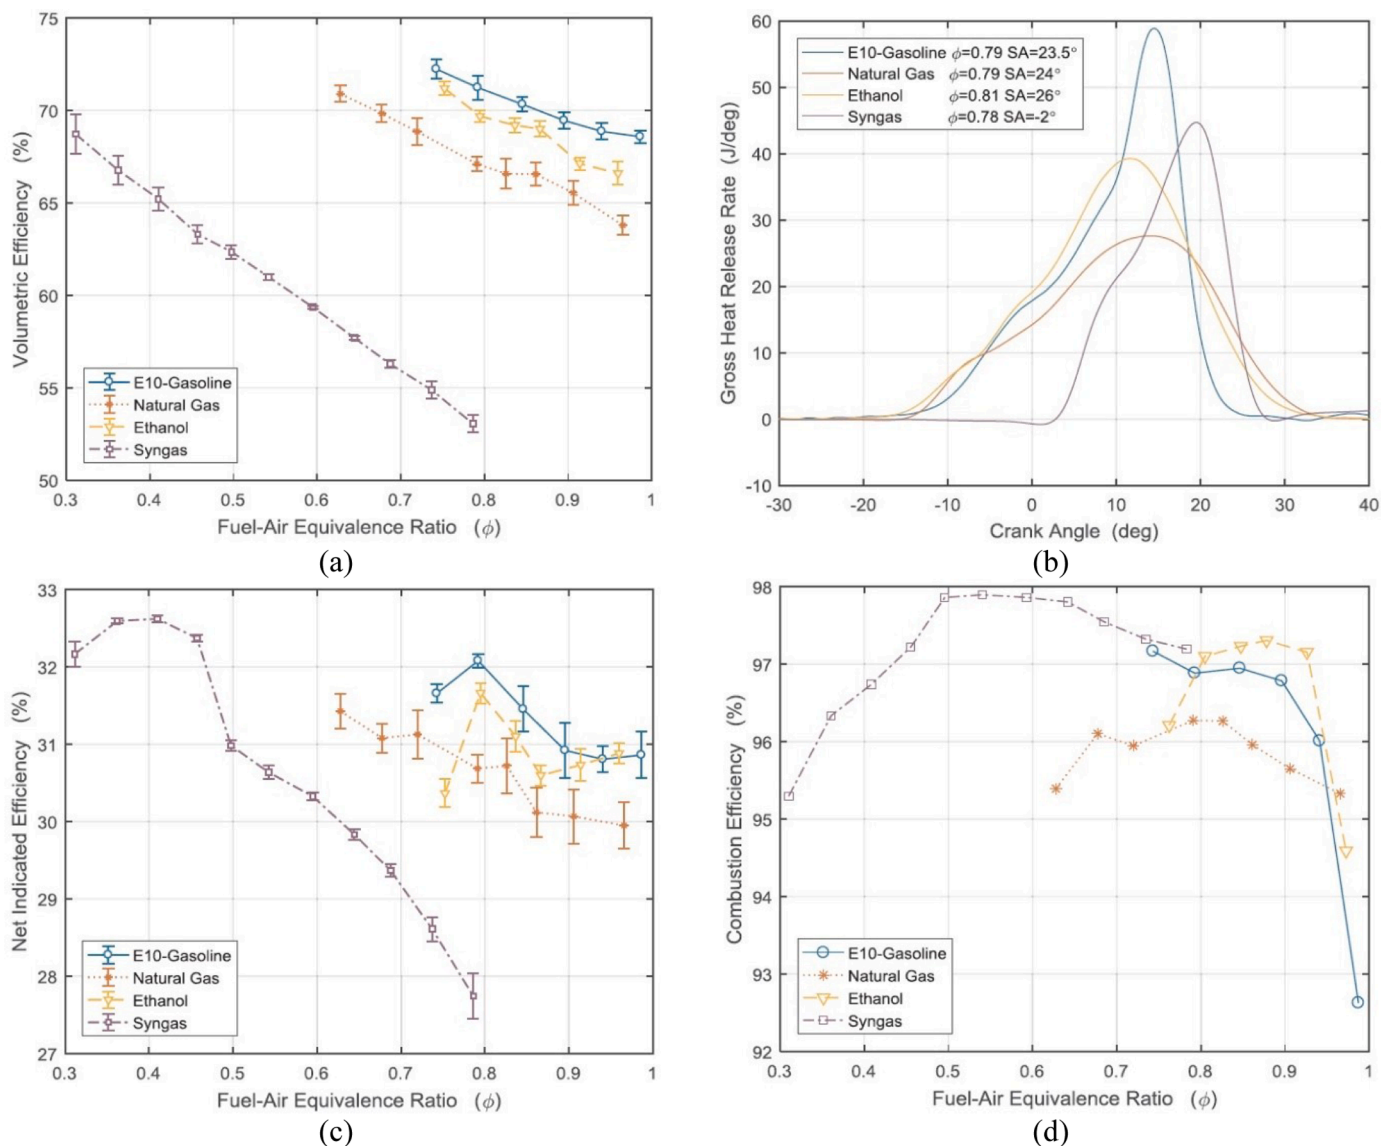 75
70
65
60
55
50
Volumetric Efficiency (%)
E10-Gasoline
Natural Gas
Ethanol
Syngas
0.3 0.4 0.5 0.6 0.7 0.8 0.9 1
Fuel-Air Equivalence Ratio (ϕ)
(a)
60
50
40
30
20
10
0
-10
Gross Heat Release Rate (J/deg)
E10-Gasoline ϕ=0.79 SA=23.5°
Natural Gas ϕ=0.79 SA=24°
Ethanol ϕ=0.81 SA=26°
Syngas ϕ=0.78 SA=-2°
-30 -20 -10 0 10 20 30 40
Crank Angle (deg)
(b)
33
32
31
30
29
28
27
Net Indicated Efficiency (%)
E10-Gasoline
Natural Gas
Ethanol
Syngas
0.3 0.4 0.5 0.6 0.7 0.8 0.9 1
Fuel-Air Equivalence Ratio (ϕ)
(c)
98
97
96
95
94
93
92
Combustion Efficiency (%)
E10-Gasoline
Natural Gas
Ethanol
Syngas
0.3 0.4 0.5 0.6 0.7 0.8 0.9 1
Fuel-Air Equivalence Ratio (ϕ)
(d)